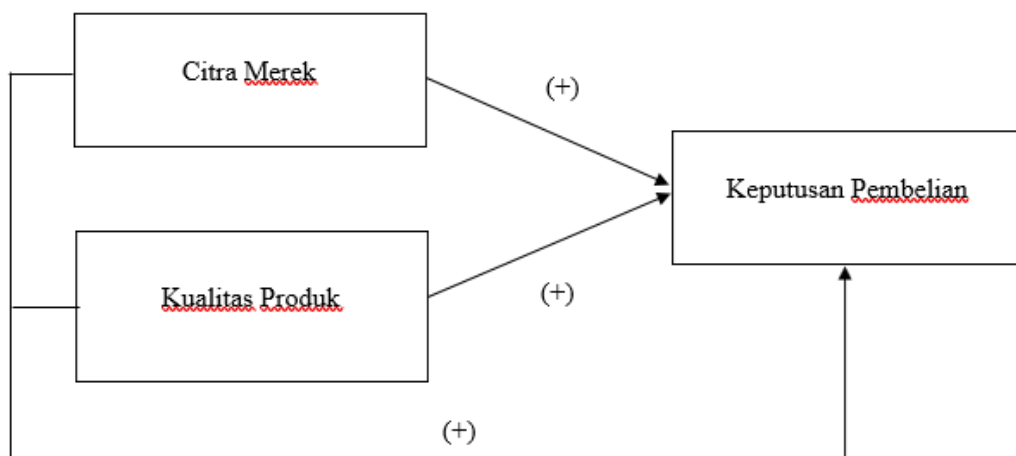 Citra Merek
(+)
Keputusan Pembelian
Kualitas Produk
(+)
(+)